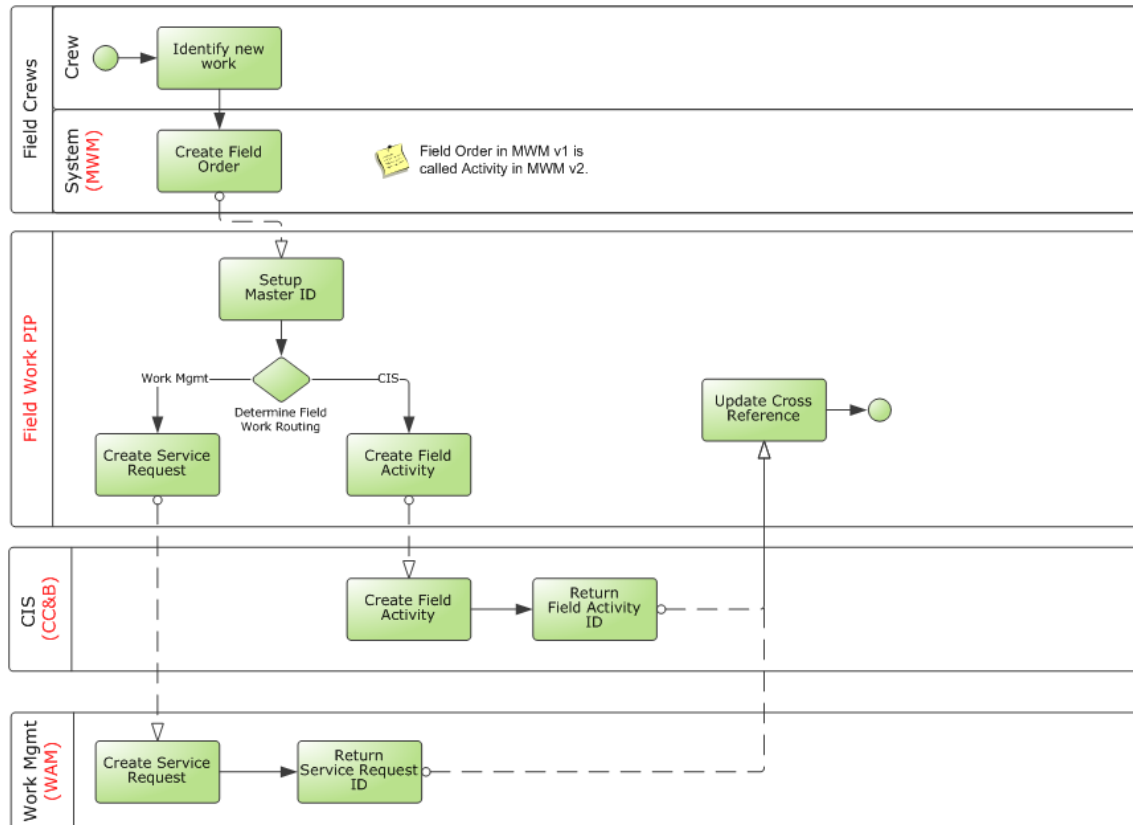 Field Crews
Crew
Identify new
work
System
(MWM)
Create Field
Order
Field Order in MWM v1 is
called Activity in MWM v2.
Field Work PIP
Setup
Master ID
Work Mgmt
CIS
Determine Field
Work Routing
Update Cross
Reference
Create Service
Request
Create Field
Activity
CIS
(CC&B)
Create Field
Activity
Return
Field Activity
ID
Work Mgmt
(WAM)
Create Service
Request
Return
Service Request
ID